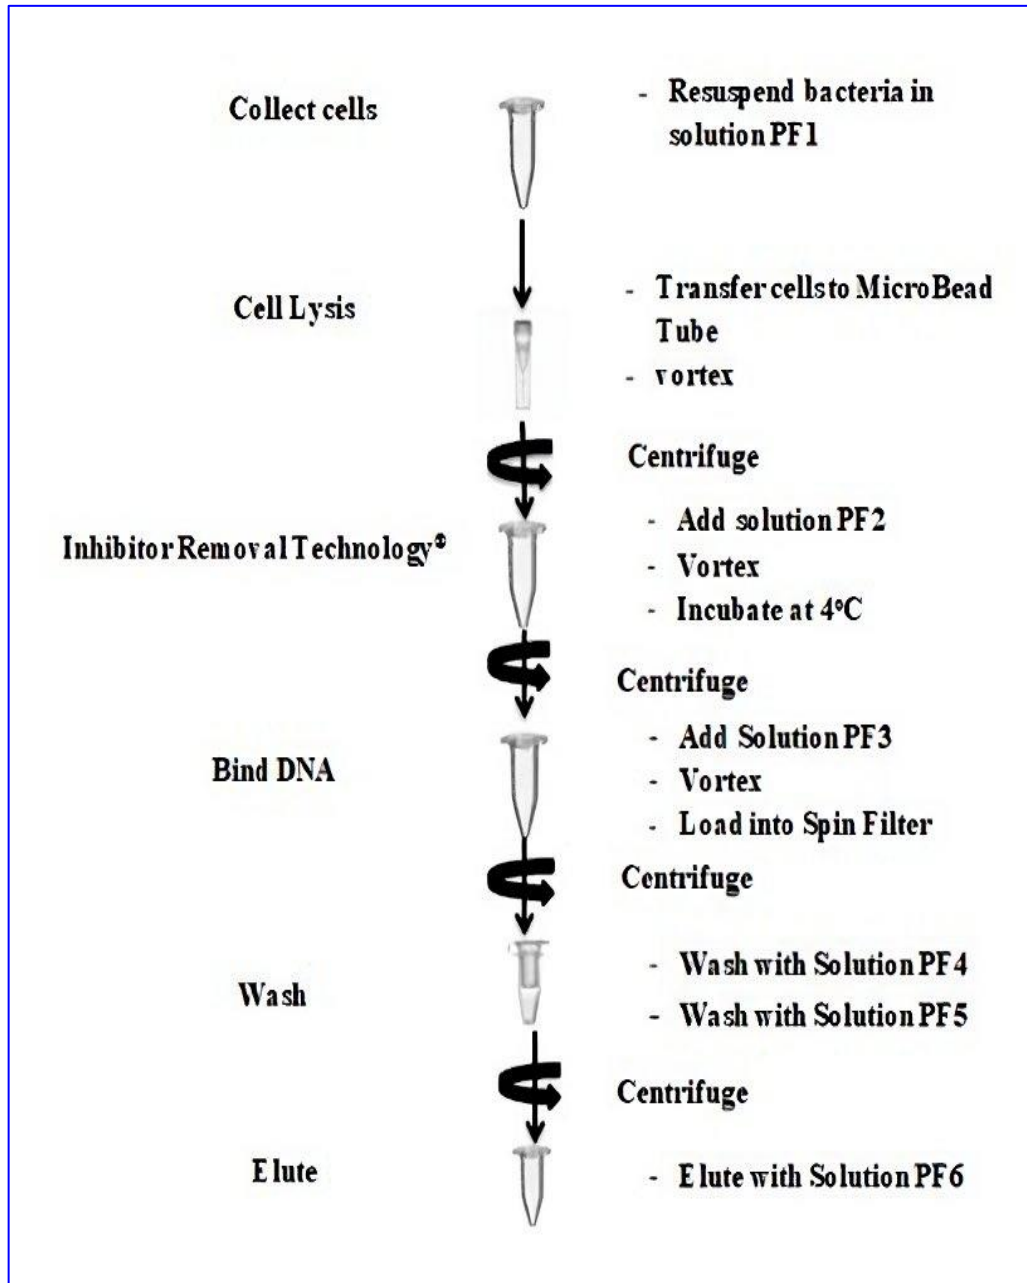 Collect cells
- Resuspend bacteria in
solution PF1
Cell Lysis
- Transfer cells to MicroBead
Tube
- vortex
Centrifuge
Inhibitor Removal Technology®
- Add solution PF2
- Vortex
- Incubate at 4°C
Centrifuge
Bind DNA
- Add Solution PF3
- Vortex
- Load into Spin Filter
Centrifuge
Wash
- Wash with Solution PF4
- Wash with Solution PF5
Centrifuge
Elute
- Elute with Solution PF6